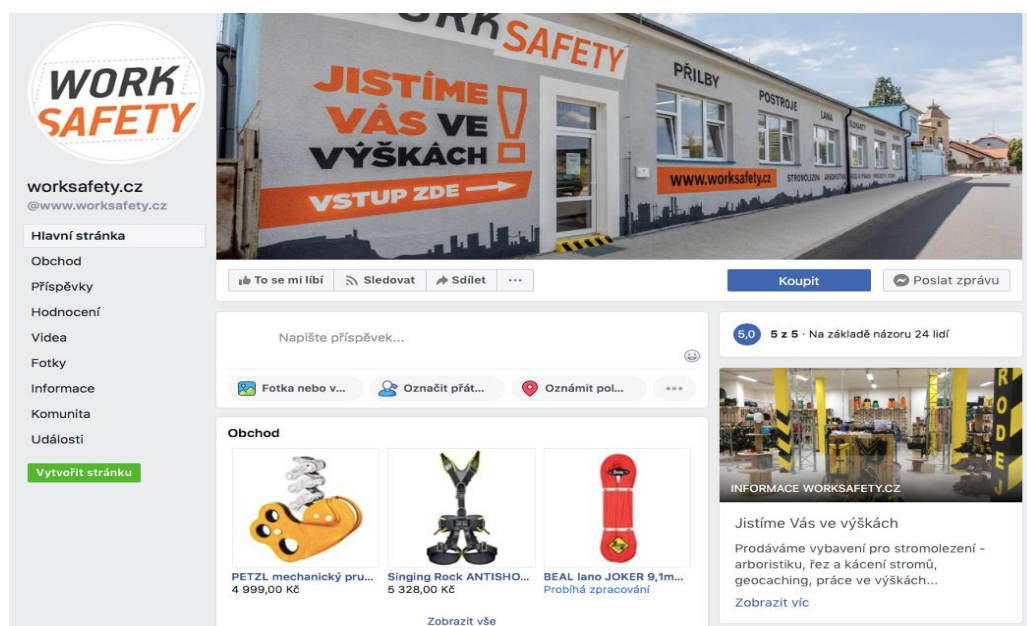 WORK
SAFETY
worksafety.cz
@www.worksafety.cz
Hlavní stránka
Obchod
Příspěvky
Hodnocení
Videa
Fotky
Informace
Komunita
Události
Vytvořit stránku
WORK SAFETY
JISTÍME
VÁS VE
VÝŠKÁCH!
VSTUP ZDE
PŘILBY
POSTROJE
LANA
www.worksafety.cz
STROMOLEZENÍ
To se mi líbí
Sledovat
Sdílet
...
Koupit
Poslat zprávu
Napište příspěvek...
Fotka nebo v...
Označit přát...
Oznámit pol...
...
Obchod
PETZL mechanický pru...
4 999,00 Kč
Singing Rock ANTISHO...
5 328,00 Kč
BEAL lano JOKER 9,1m...
Probíhá zpracování
Zobrazit vše
5,0 5 z 5 · Na základě názoru 24 lidí
RODEJ
INFORMACE WORKSAFETY.CZ
Jistíme Vás ve výškách
Prodáváme vybavení pro stromolezení -
arboristiku, řez a kácení stromů,
geocaching, práce ve výškách...
Zobrazit víc